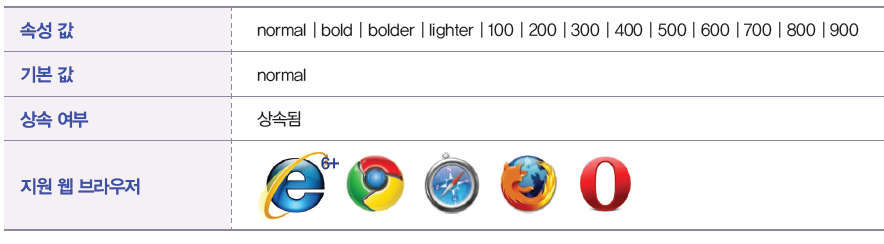 속성 값 normal | bold | bolder | lighter | 100 | 200 | 300 | 400 | 500 | 600 | 700 | 800 | 900
기본 값 normal
상속 여부 상속됨
지원 웹 브라우저 6+